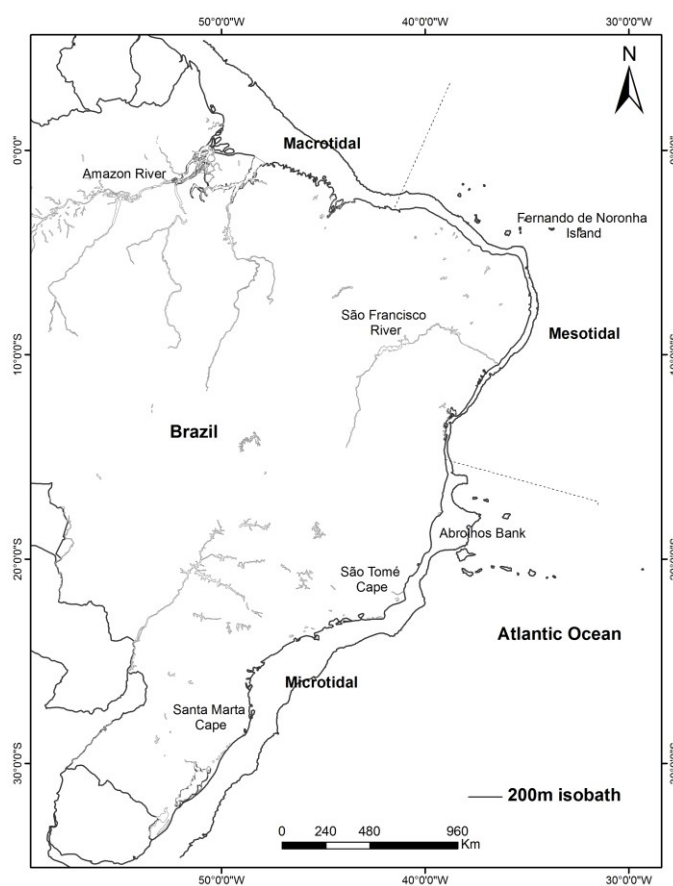 50°0'0"W
40°0'0"W
30°0'0"W
N
Macrotidal
0°0'0"
Amazon River
Fernando de Noronha
Island
São Francisco
River
Mesotidal
10°0'0"S
Brazil
Abrolhos Bank
20°0'0"S
São Tomé
Cape
Atlantic Ocean
Microtidal
Santa Marta
Cape
30°0'0"S
200m isobath
0 240 480 960
Km
50°0'0"W
40°0'0"W
30°0'0"W